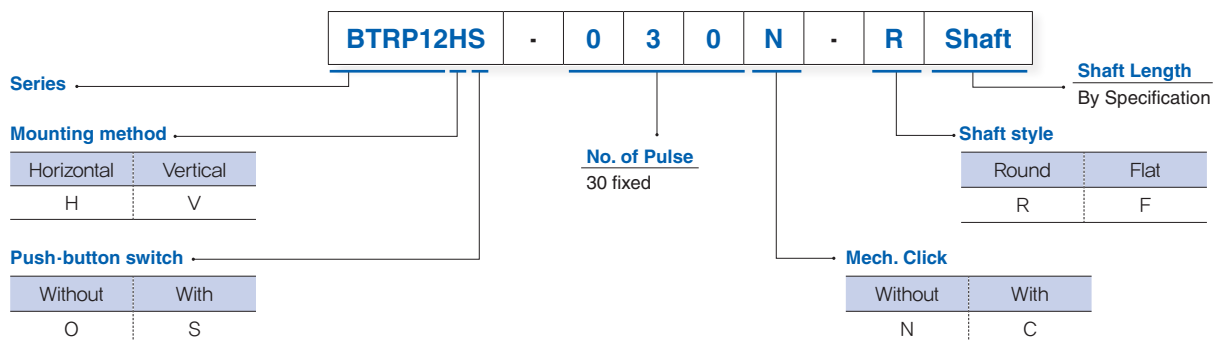 BTRP12HS - 0 3 0 N - R Shaft
Series
Mounting method
Horizontal Vertical
H V
Push-button switch
Without With
O S
No. of Pulse
30 fixed
Shaft Length
By Specification
Shaft style
Round Flat
R F
Mech. Click
Without With
N C